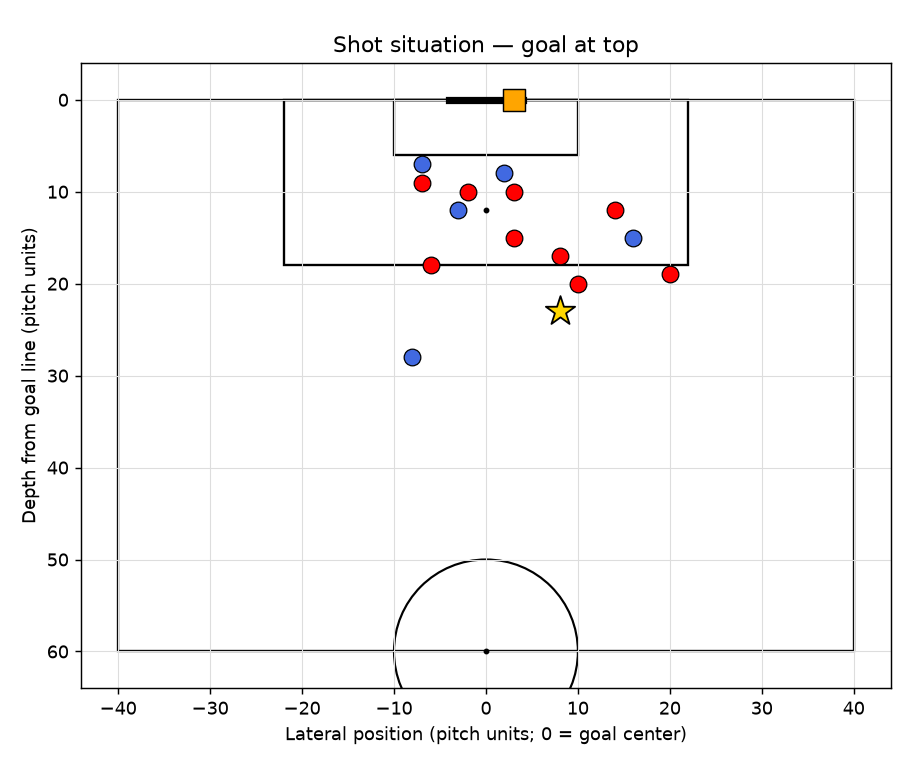 Shot situation — goal at top
0
10
20
30
40
50
60
Depth from goal line (pitch units)
−40 −30 −20 −10 0 10 20 30 40
Lateral position (pitch units; 0 = goal center)